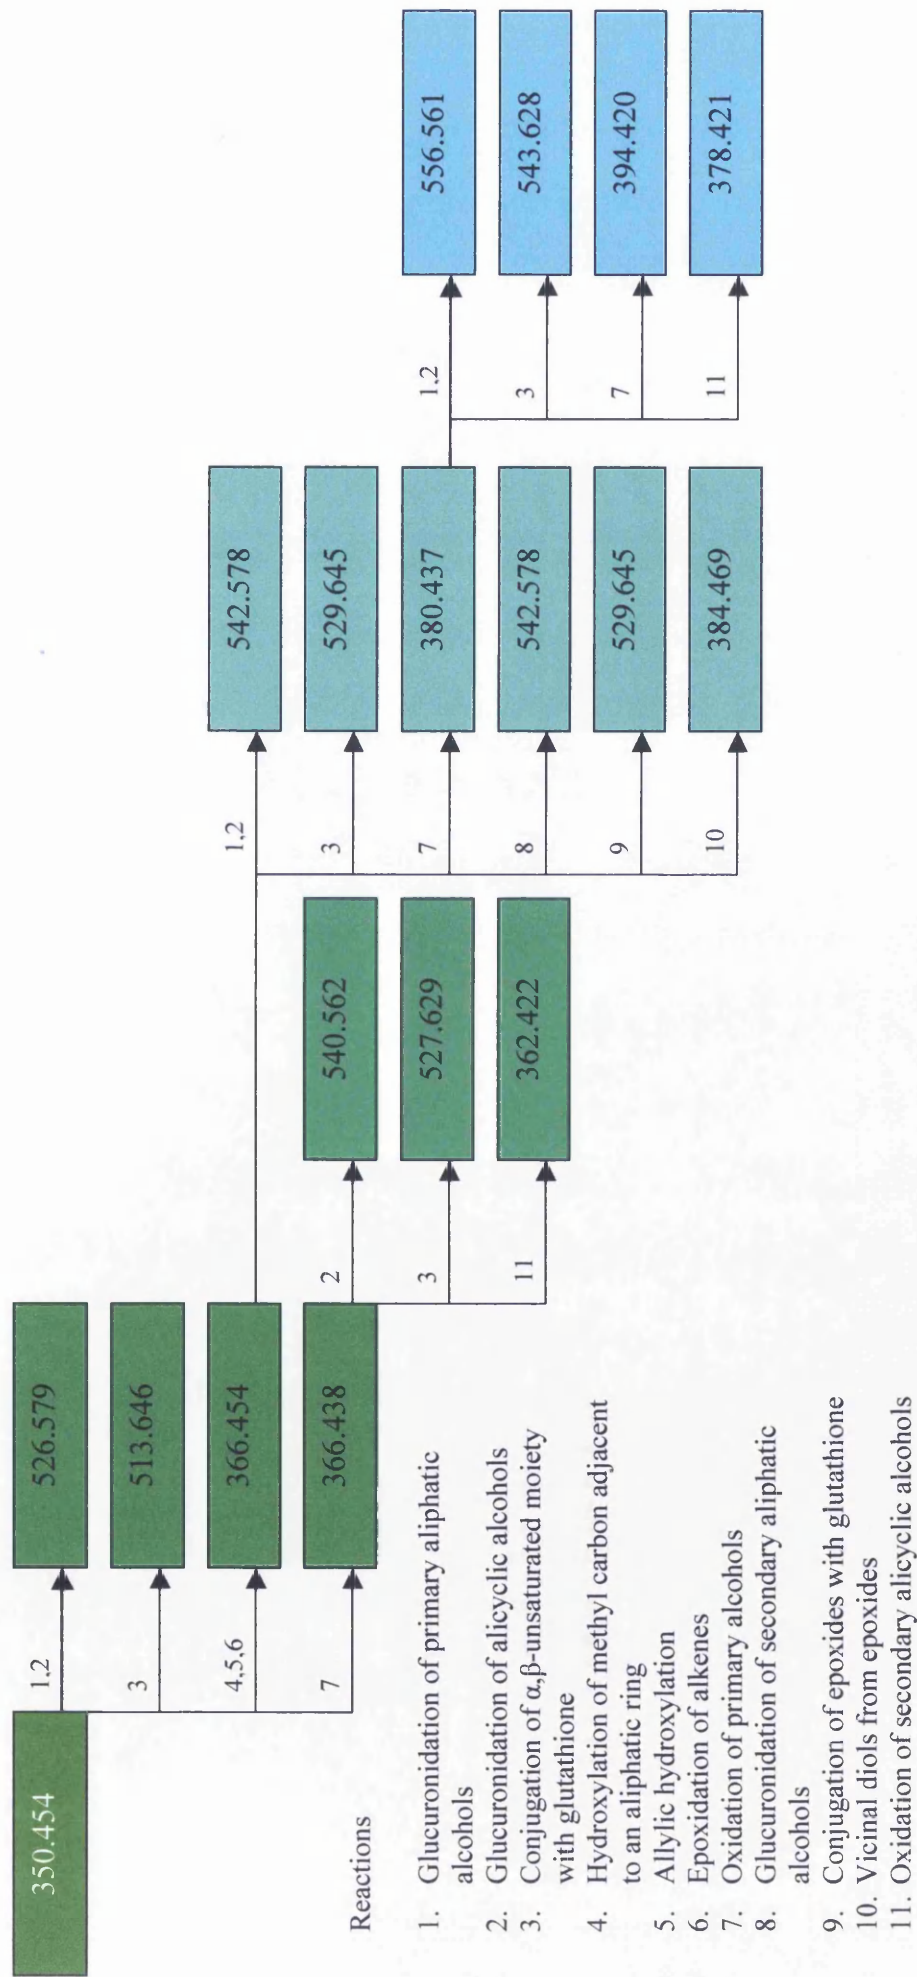 350.454
526.579
513.646
366.454
366.438
1,2
3
4,5,6
7
540.562
527.629
362.422
2
3
11
542.578
529.645
380.437
542.578
529.645
384.469
1,2
3
7
8
9
10
556.561
543.628
394.420
378.421
1,2
3
7
11
Reactions
1. Glucuronidation of primary aliphatic
alcohols
2. Glucuronidation of alicyclic alcohols
3. Conjugation of α,β-unsaturated moiety
with glutathione
4. Hydroxylation of methyl carbon adjacent
to an aliphatic ring
5. Allylic hydroxylation
6. Epoxidation of alkenes
7. Oxidation of primary alcohols
8. Glucuronidation of secondary aliphatic
alcohols
9. Conjugation of epoxides with glutathione
10. Vicinal diols from epoxides
11. Oxidation of secondary alicyclic alcohols